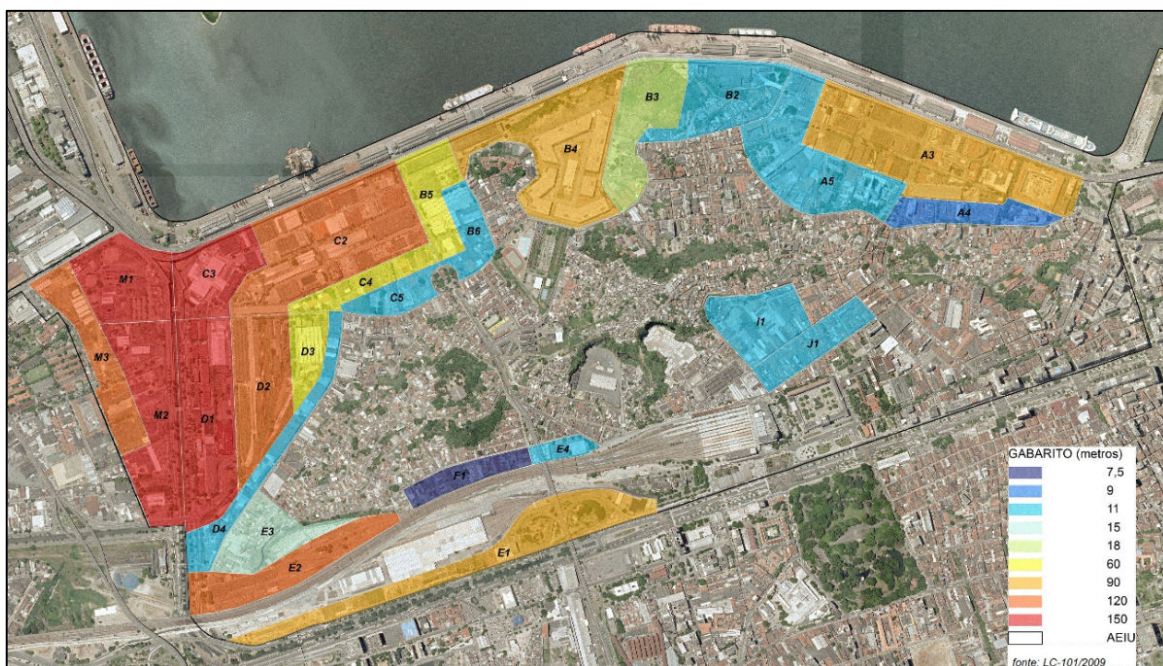 B3
B2
B4
A3
A5
A4
B5
B6
C2
C4
C5
C3
M1
M3
D3
D2
I1
J1
M2
D1
E4
F1
D4
E3
E1
E2
GABARITO (metros)
7,5
9
11
15
18
60
90
120
150
AEIU
fonte: LC-101/2009